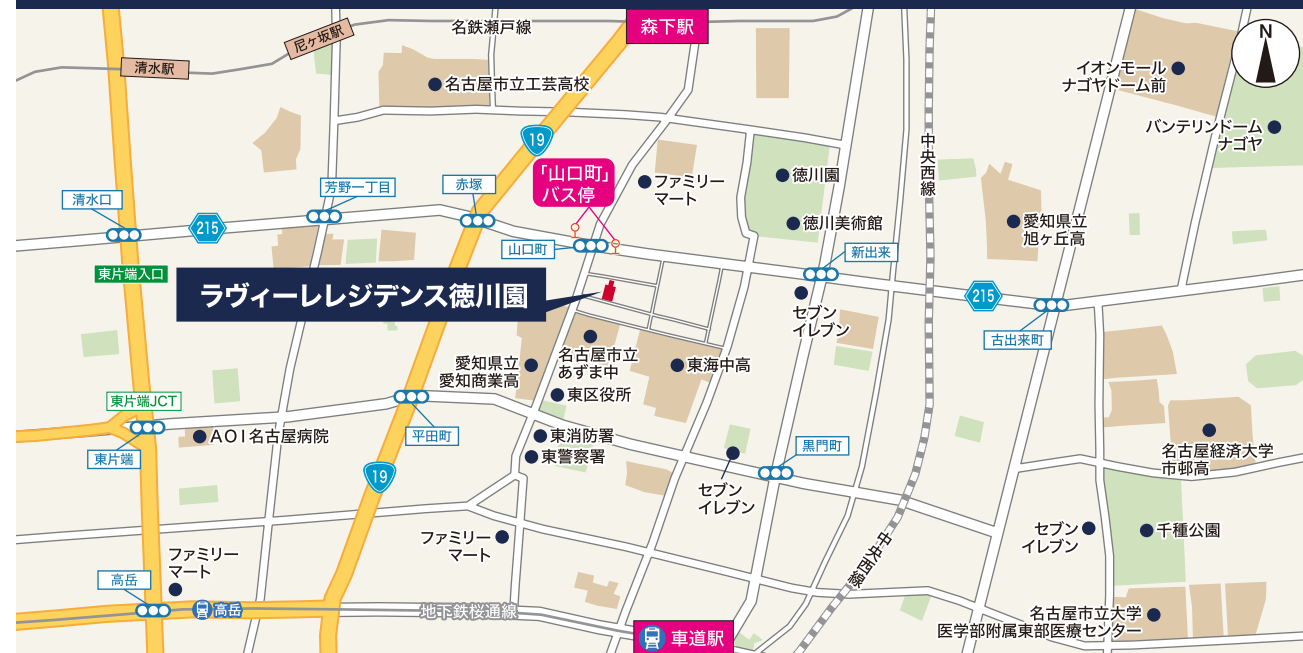 名鉄瀬戸線
森下駅
尼ヶ坂駅
清水駅
N
名古屋市立工芸高校
イオンモール
ナゴヤドーム前
バンテリンドーム
ナゴヤ
19
中央西線
「山口町」
バス停
ファミリー
マート
徳川園
徳川美術館
芳野一丁目
赤塚
清水口
215
山口町
新出来
愛知県立
旭ヶ丘高
東片端入口
ラヴィーレレジデンス徳川園
セブン
イレブン
215
古出来町
名古屋市立
あずま中
愛知県立
愛知商業高
東海中高
東区役所
東片端JCT
AOI名古屋病院
平田町
東消防署
東警察署
黒門町
東片端
名古屋経済大学
市邨高
19
セブン
イレブン
ファミリー
マート
セブン
イレブン
千種公園
中央西線
ファミリー
マート
高岳
高岳
地下鉄桜通線
車道駅
名古屋市立大学
医学部附属東部医療センター